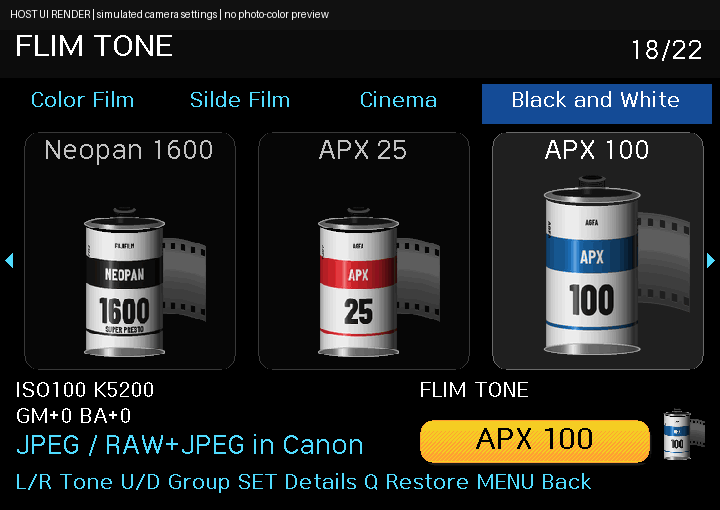 HOST UI RENDER | simulated camera settings | no photo-color preview
FLIM TONE
18/22
Color Film
Silde Film
Cinema
Black and White
Neopan 1600
APX 25
APX 100
FUJIFILM
NEOPAN
1600
SUPER PRESTO
AGFA
APX
25
AGFA
APX
100
ISO100 K5200
GM+0 BA+0
JPEG / RAW+JPEG in Canon
FLIM TONE
APX 100
APX
100
L/R Tone U/D Group SET Details Q Restore MENU Back